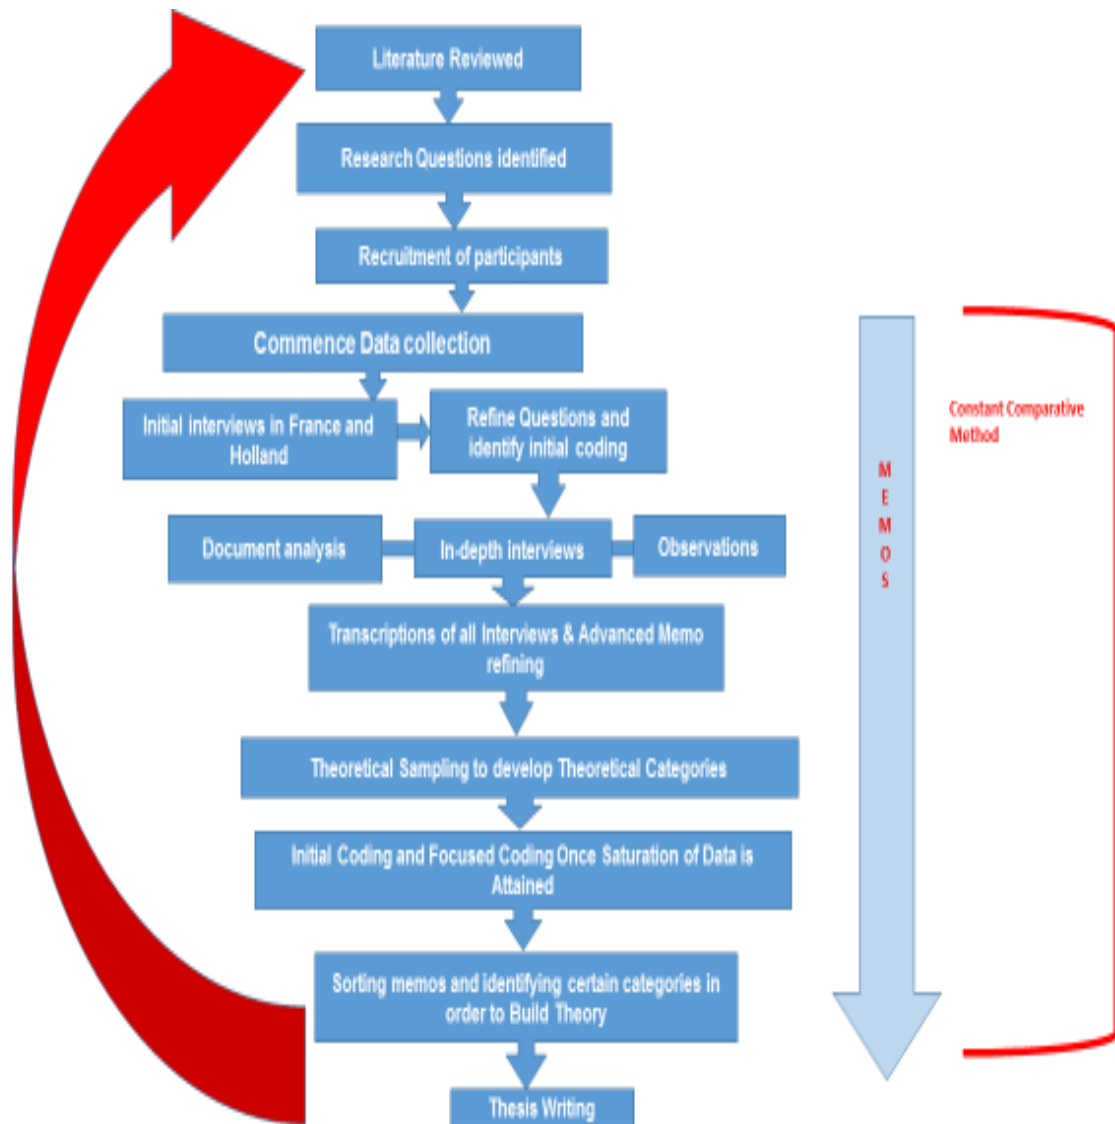 Literature Reviewed
Research Questions identified
Recruitment of participants
Commence Data collection
Initial interviews in France and
Holland
Refine Questions and
identify initial coding
Document analysis
In-depth interviews
Observations
Transcriptions of all Interviews & Advanced Memo
refining
Theoretical Sampling to develop Theoretical Categories
Initial Coding and Focused Coding Once Saturation of Data is
Attained
Sorting memos and identifying certain categories in
order to Build Theory
Thesis Writing
M
E
M
O
S
Constant Comparative
Method